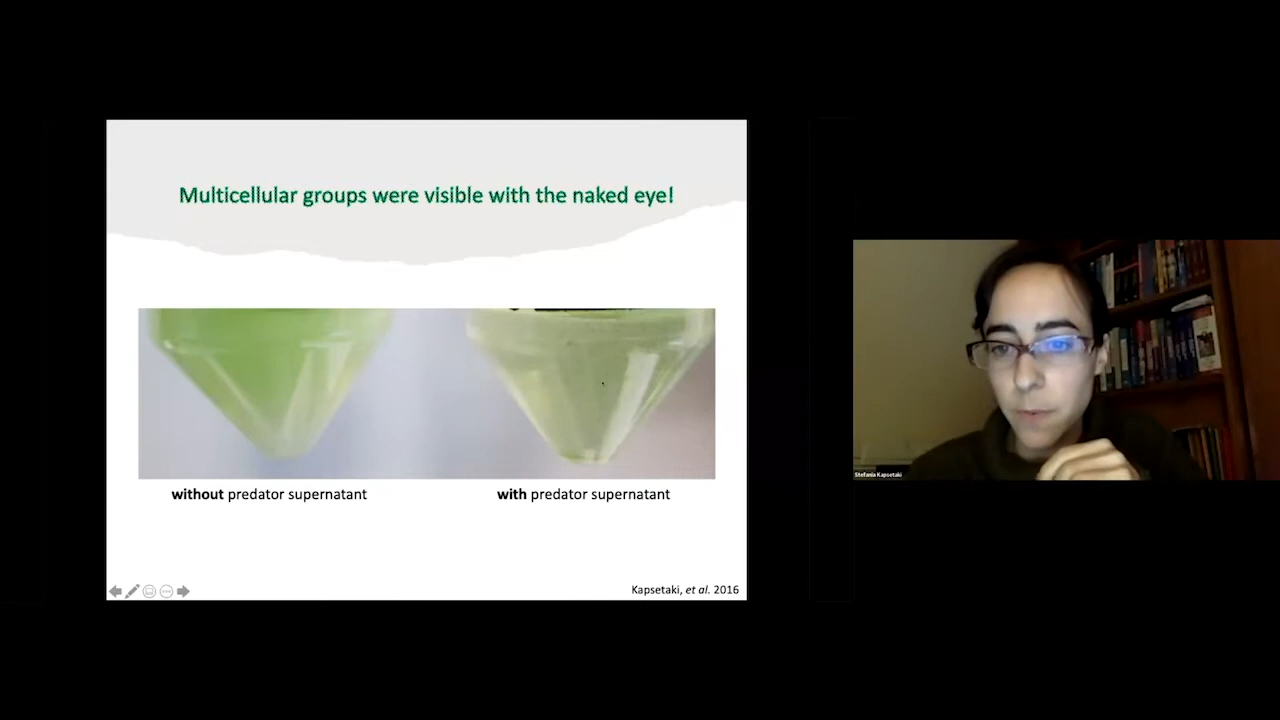 Multicellular groups were visible with the naked eye!
without predator supernatant
with predator supernatant
Kapsetaki, et al. 2016
Stefania Kapsetaki